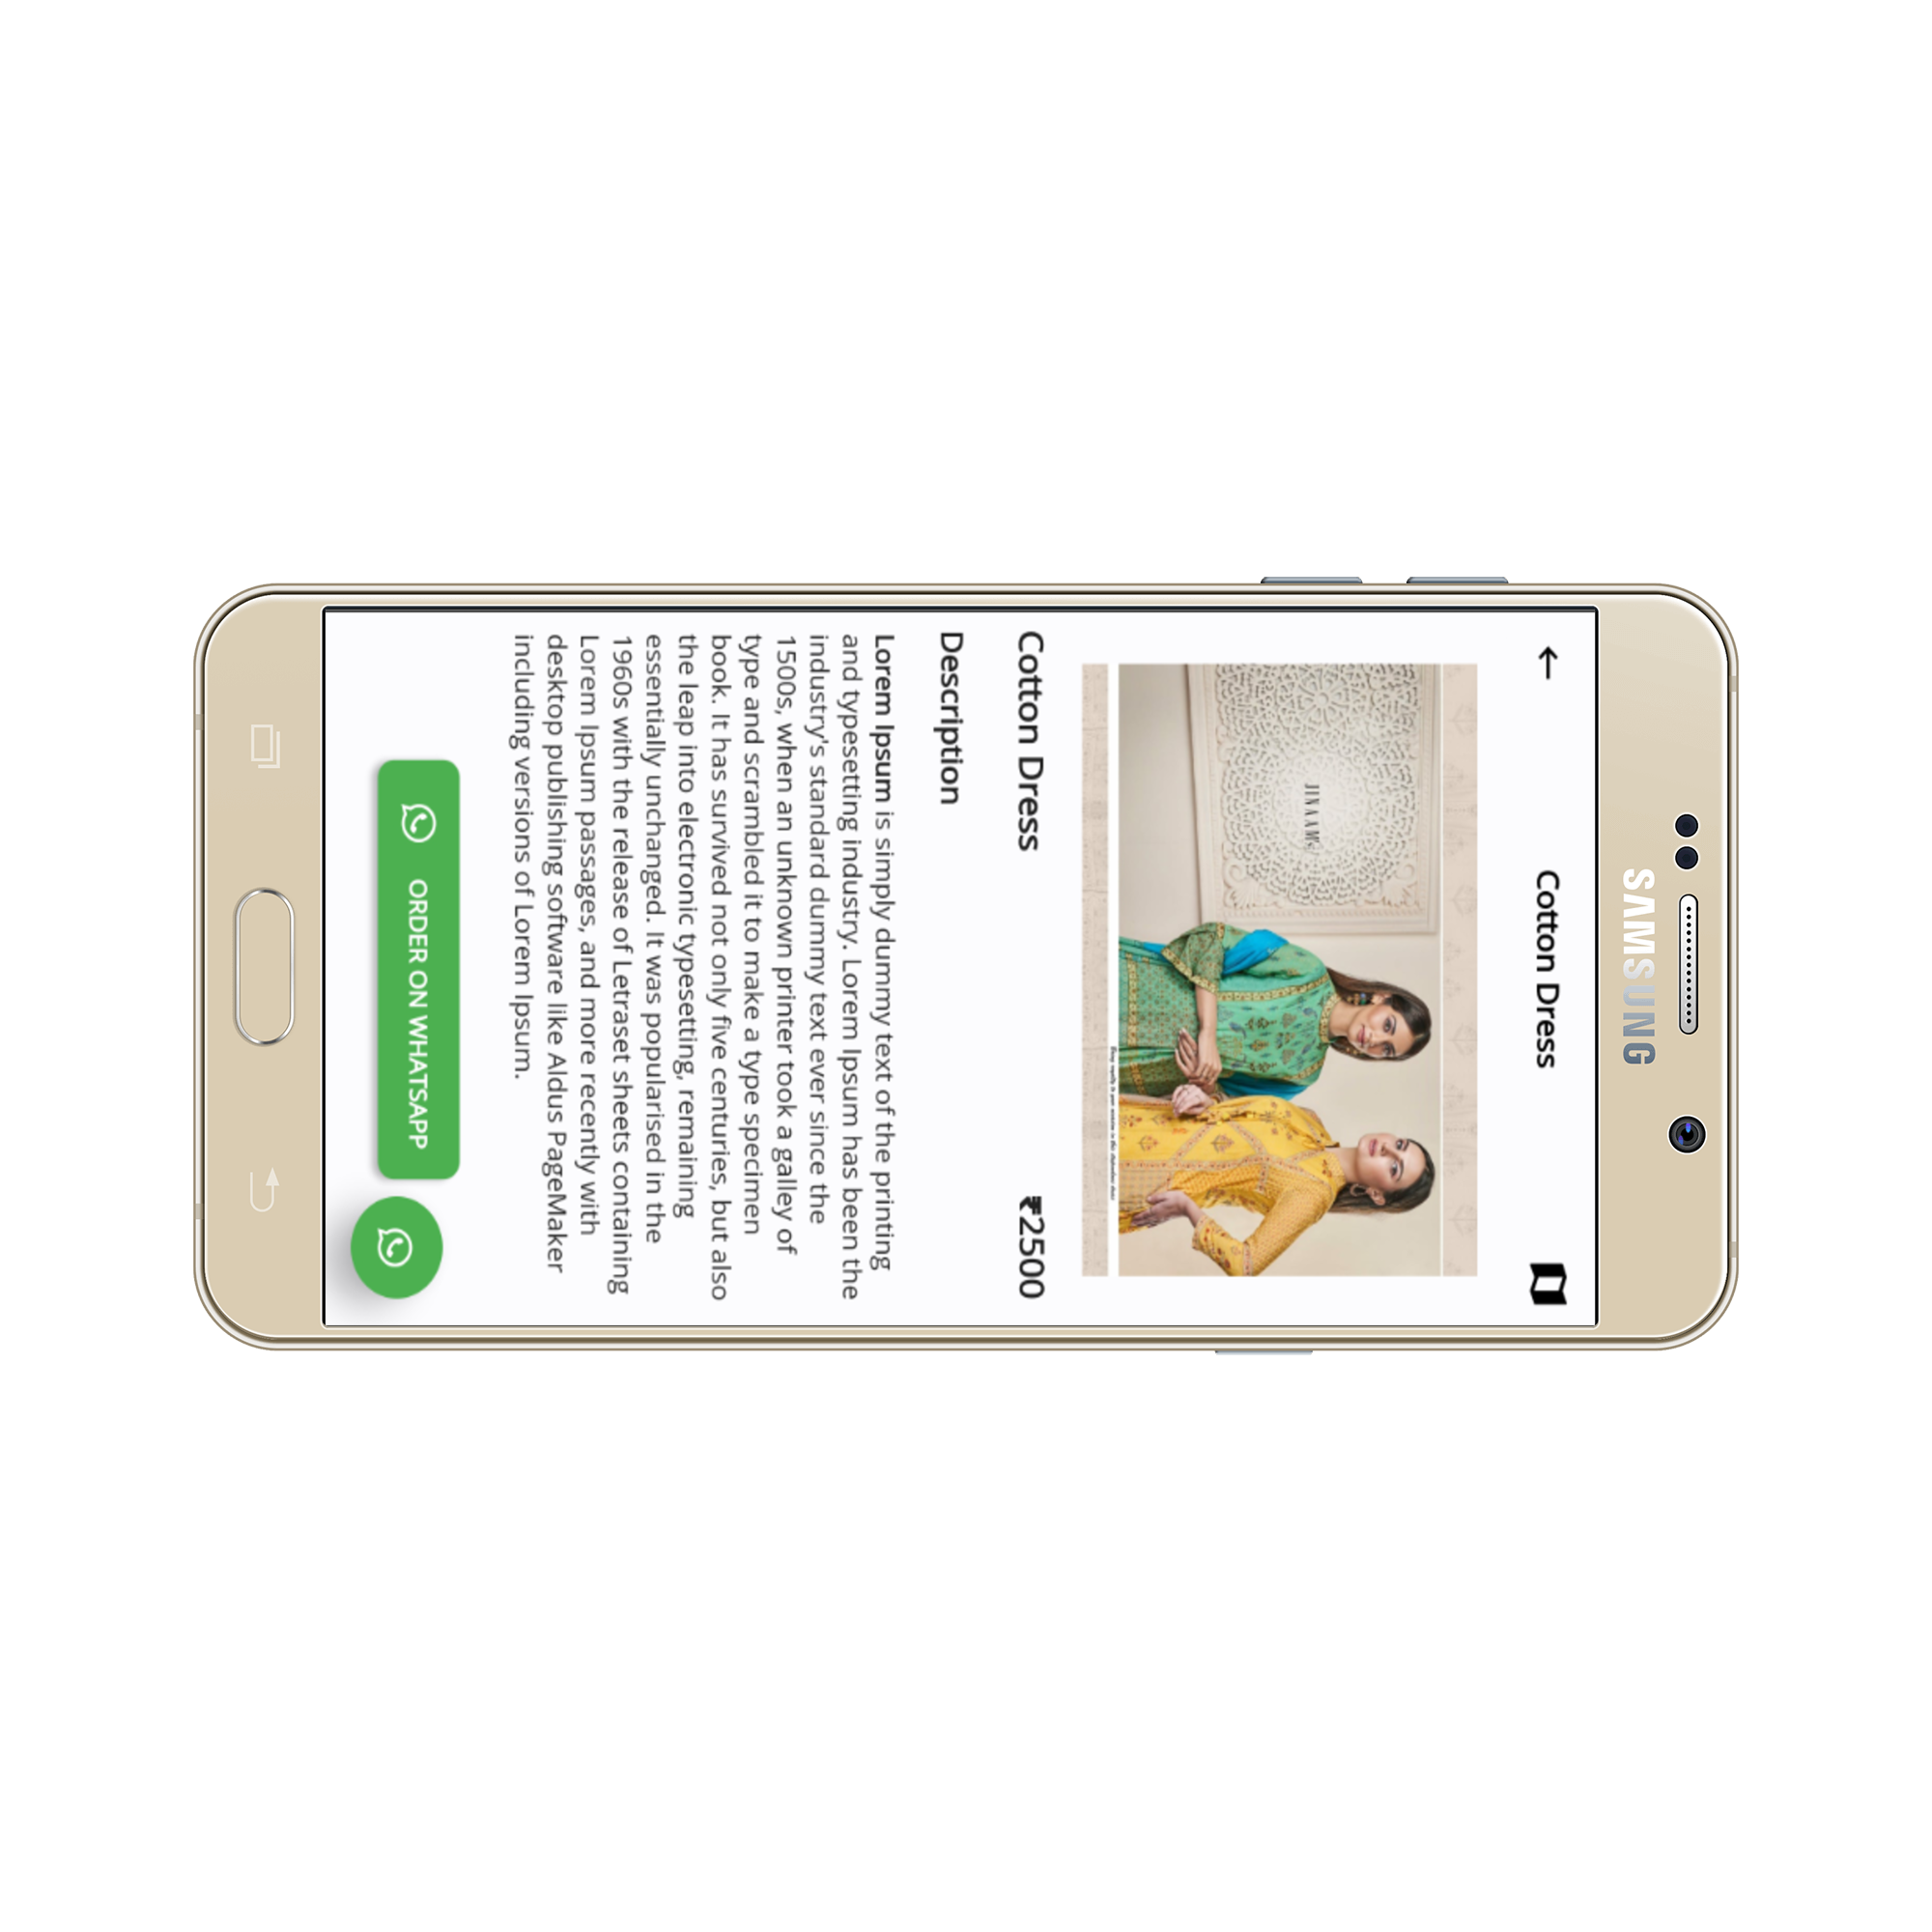 SAMSUNG
Cotton Dress
JINAAM
Cotton Dress ₹2500
Description
Lorem Ipsum is simply dummy text of the printing
and typesetting industry. Lorem Ipsum has been the
industry's standard dummy text ever since the
1500s, when an unknown printer took a galley of
type and scrambled it to make a type specimen
book. It has survived not only five centuries, but also
the leap into electronic typesetting, remaining
essentially unchanged. It was popularised in the
1960s with the release of Letraset sheets containing
Lorem Ipsum passages, and more recently with
desktop publishing software like Aldus PageMaker
including versions of Lorem Ipsum.
ORDER ON WHATSAPP